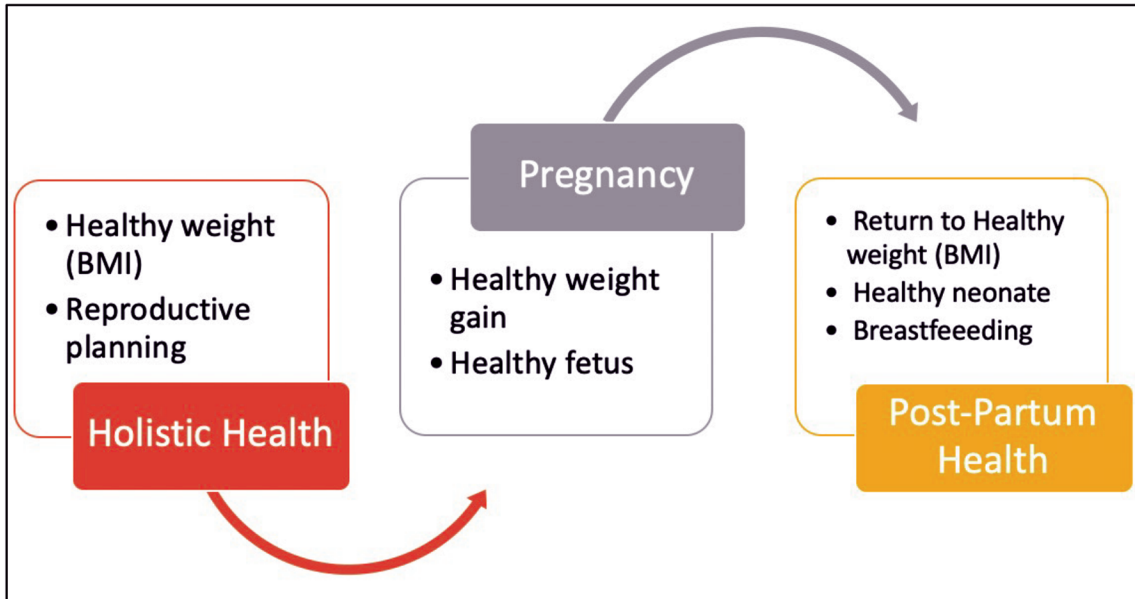 • Healthy weight
(BMI)
• Reproductive
planning
Holistic Health
Pregnancy
• Healthy weight
gain
• Healthy fetus
• Return to Healthy
weight (BMI)
• Healthy neonate
• Breastfeeeding
Post-Partum
Health